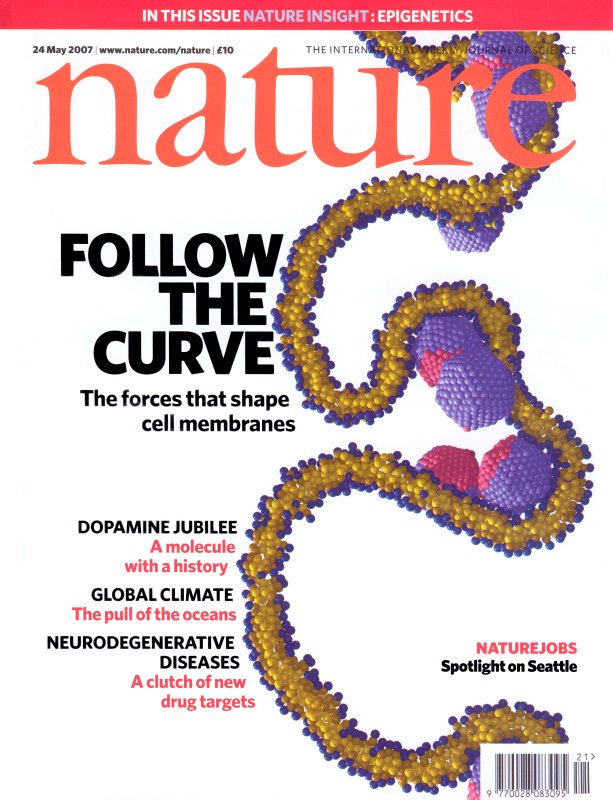 IN THIS ISSUE NATURE INSIGHT: EPIGENETICS
24 May 2007 | www.nature.com/nature | £10
THE INTERNATIONAL WEEKLY JOURNAL OF SCIENCE
nature
FOLLOW
THE
CURVE
The forces that shape
cell membranes
DOPAMINE JUBILEE
A molecule
with a history
GLOBAL CLIMATE
The pull of the oceans
NEURODEGENERATIVE
DISEASES
A clutch of new
drug targets
NATUREJOBS
Spotlight on Seattle
21>
9 770028 083095